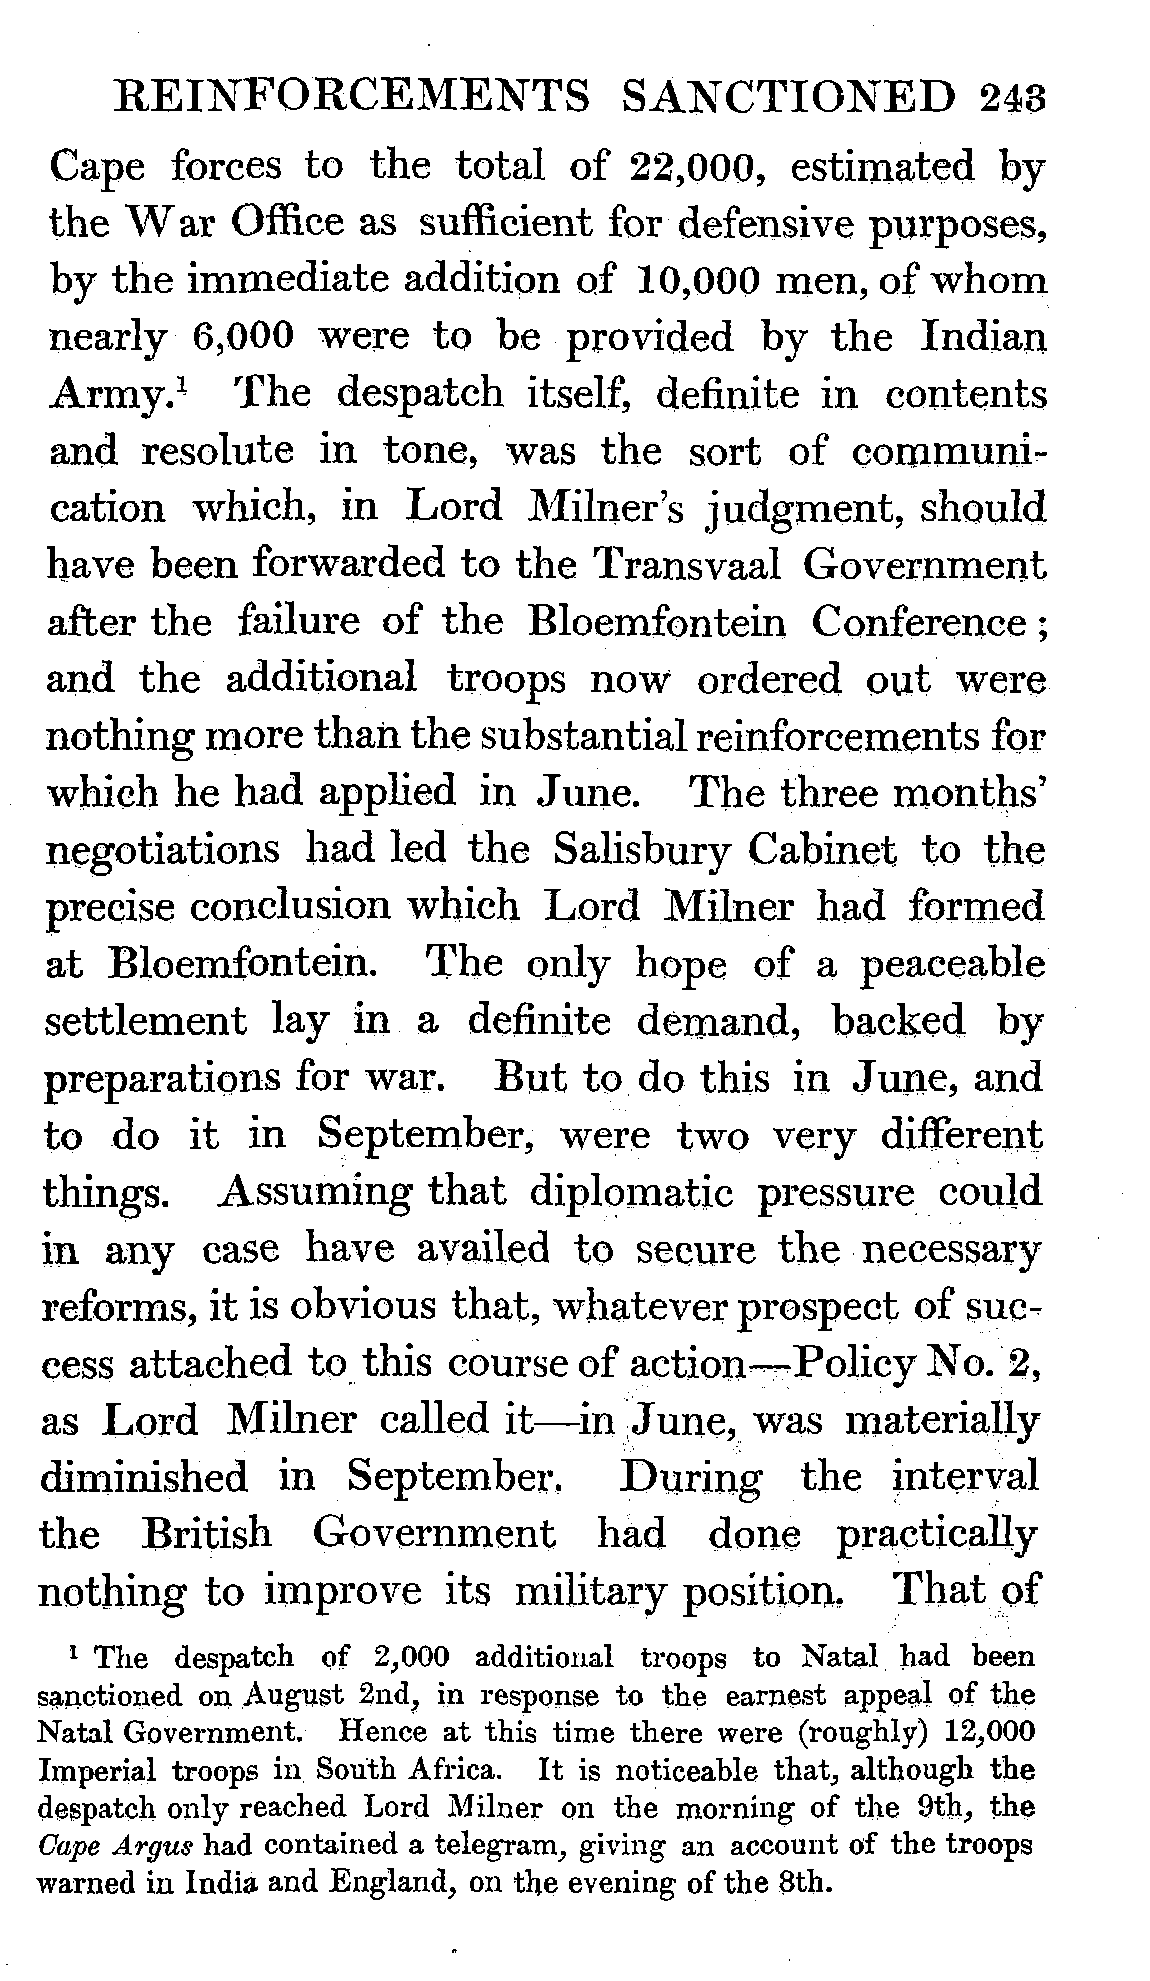 REINFORCEMENTS SANCTIONED 243
Cape forces to the total of 22,000, estimated by
the War Office as sufficient for defensive purposes,
by the immediate addition of 10,000 men, of whom
nearly 6,000 were to be provided by the Indian
Army.¹ The despatch itself, definite in contents
and resolute in tone, was the sort of communi-
cation which, in Lord Milner's judgment, should
have been forwarded to the Transvaal Government
after the failure of the Bloemfontein Conference ;
and the additional troops now ordered out were
nothing more than the substantial reinforcements for
which he had applied in June. The three months'
negotiations had led the Salisbury Cabinet to the
precise conclusion which Lord Milner had formed
at Bloemfontein. The only hope of a peaceable
settlement lay in a definite demand, backed by
preparations for war. But to do this in June, and
to do it in September, were two very different
things. Assuming that diplomatic pressure could
in any case have availed to secure the necessary
reforms, it is obvious that, whatever prospect of suc-
cess attached to this course of action—Policy No. 2,
as Lord Milner called it—in June, was materially
diminished in September. During the interval
the British Government had done practically
nothing to improve its military position. That of
¹ The despatch of 2,000 additional troops to Natal had been
sanctioned on August 2nd, in response to the earnest appeal of the
Natal Government. Hence at this time there were (roughly) 12,000
Imperial troops in South Africa. It is noticeable that, although the
despatch only reached Lord Milner on the morning of the 9th, the
Cape Argus had contained a telegram, giving an account of the troops
warned in India and England, on the evening of the 8th.